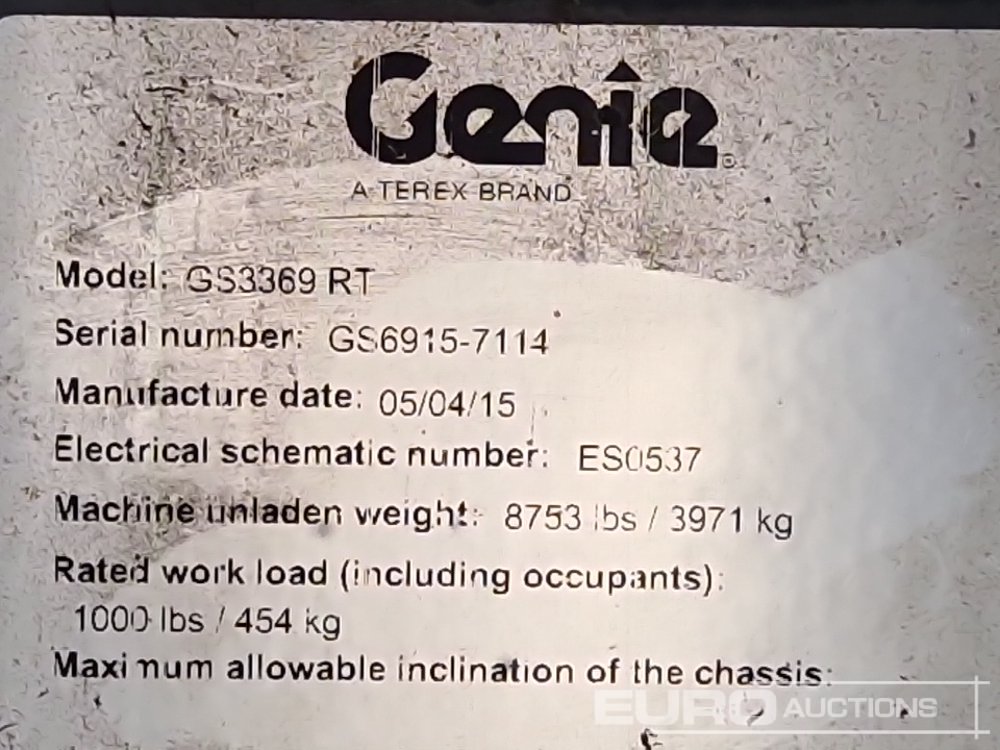 Genie
A TEREX BRAND
Model: GS3369 RT
Serial number: GS6915-7114
Manufacture date: 05/04/15
Electrical schematic number: ES0537
Machine unladen weight: 8753 lbs / 3971 kg
Rated work load (including occupants):
1000 lbs / 454 kg
Maximum allowable inclination of the chassis:
EURO AUCTIONS